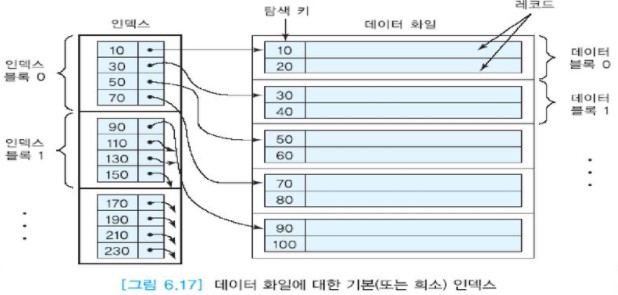 탐색 키
레코드
인덱스
데이터 화일
인덱스
블록 0
10
30
50
70
10
20
데이터
블록 0
30
40
데이터
블록 1
인덱스
블록 1
90
110
130
150
50
60
70
80
170
190
210
230
90
100
[그림 6.17] 데이터 화일에 대한 기본(또는 희소) 인덱스